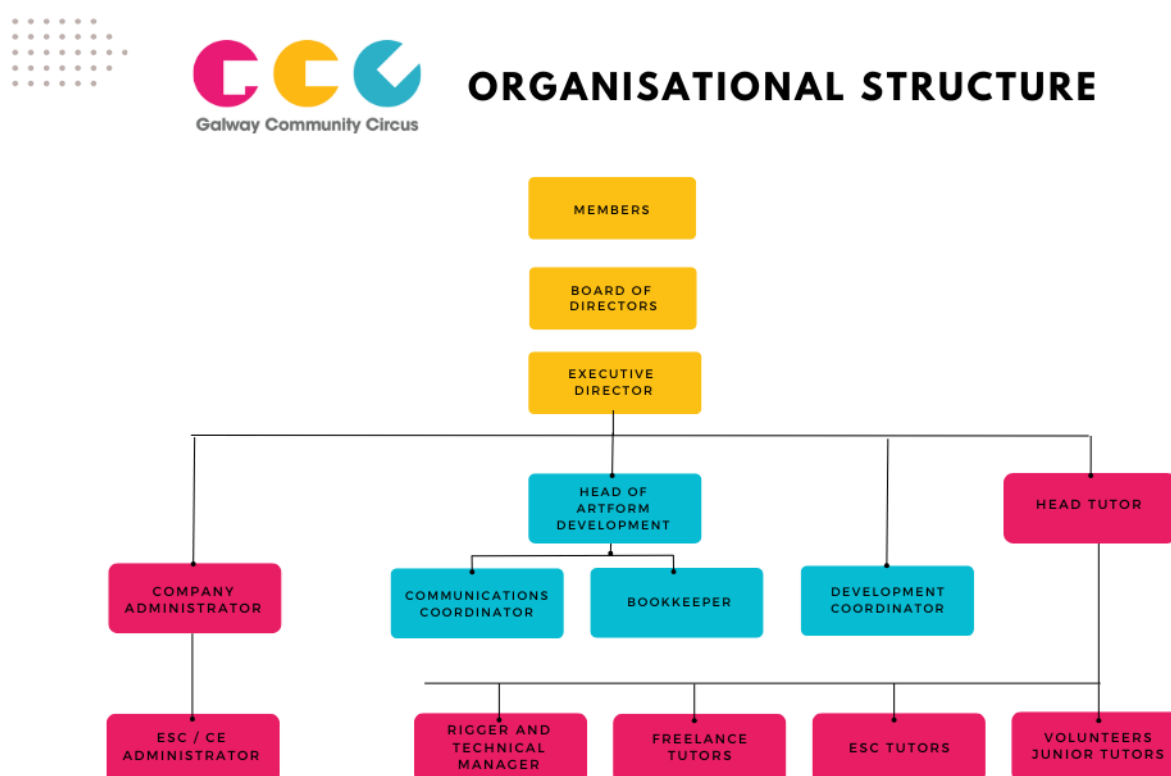 Galway Community Circus
ORGANISATIONAL STRUCTURE
MEMBERS
BOARD OF
DIRECTORS
EXECUTIVE
DIRECTOR
HEAD OF
ARTFORM
DEVELOPMENT
HEAD TUTOR
COMPANY
ADMINISTRATOR
COMMUNICATIONS
COORDINATOR
BOOKKEEPER
DEVELOPMENT
COORDINATOR
ESC / CE
ADMINISTRATOR
RIGGER AND
TECHNICAL
MANAGER
FREELANCE
TUTORS
ESC TUTORS
VOLUNTEERS
JUNIOR TUTORS